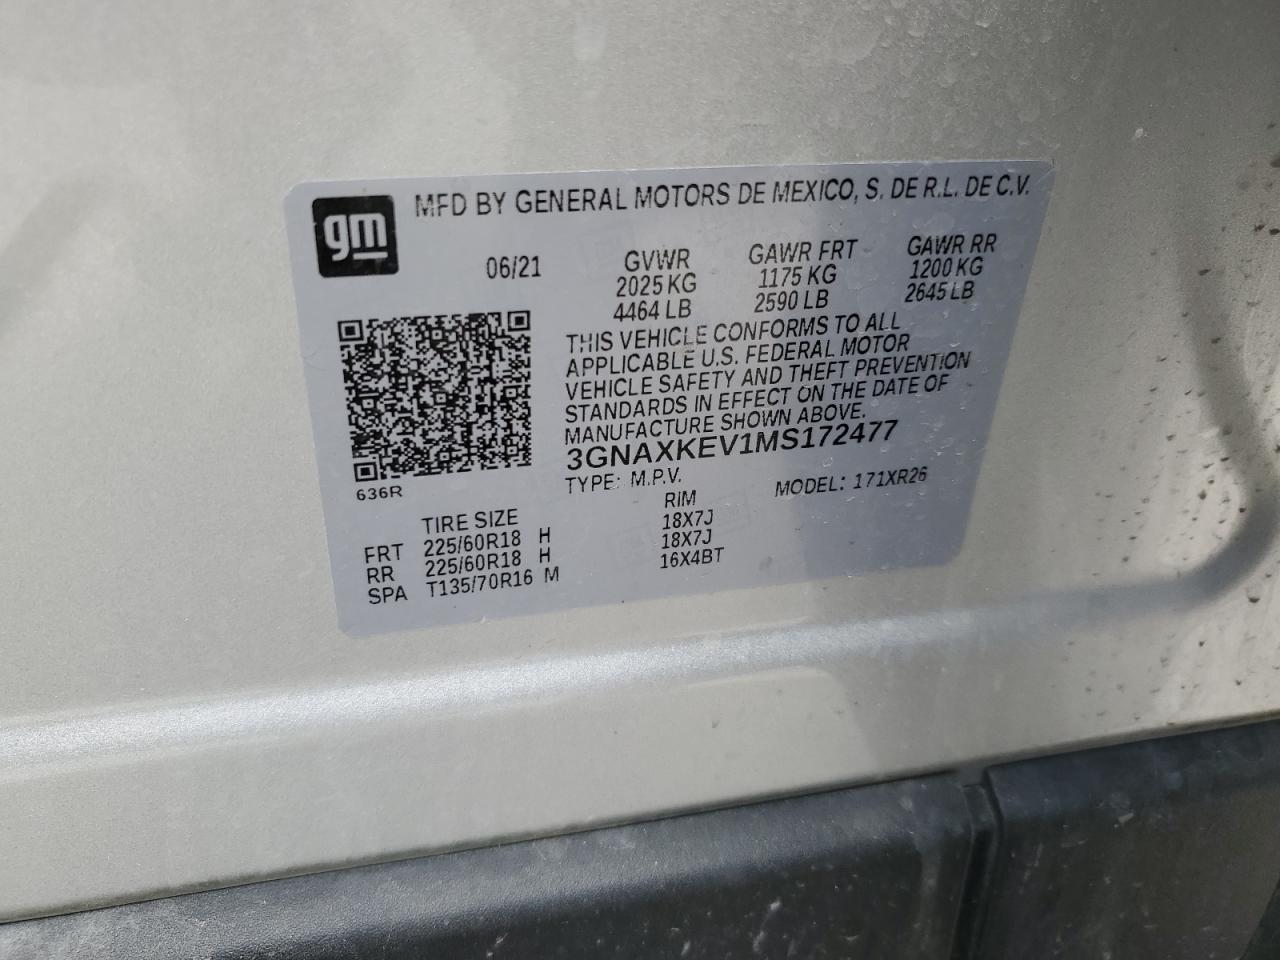 gm
MFD BY GENERAL MOTORS DE MEXICO, S. DE R.L. DE C.V.
06/21 GVWR GAWR FRT GAWR RR
2025 KG 1175 KG 1200 KG
4464 LB 2590 LB 2645 LB
THIS VEHICLE CONFORMS TO ALL
APPLICABLE U.S. FEDERAL MOTOR
VEHICLE SAFETY AND THEFT PREVENTION
STANDARDS IN EFFECT ON THE DATE OF
MANUFACTURE SHOWN ABOVE.
3GNAXKEV1MS172477
TYPE: M.P.V. MODEL: 171XR26
636R
TIRE SIZE RIM
FRT 225/60R18 H 18X7J
RR 225/60R18 H 18X7J
SPA T135/70R16 M 16X4BT